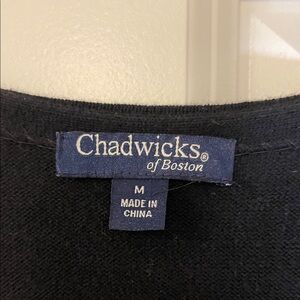 Chadwicks®
of Boston
M
MADE IN
CHINA